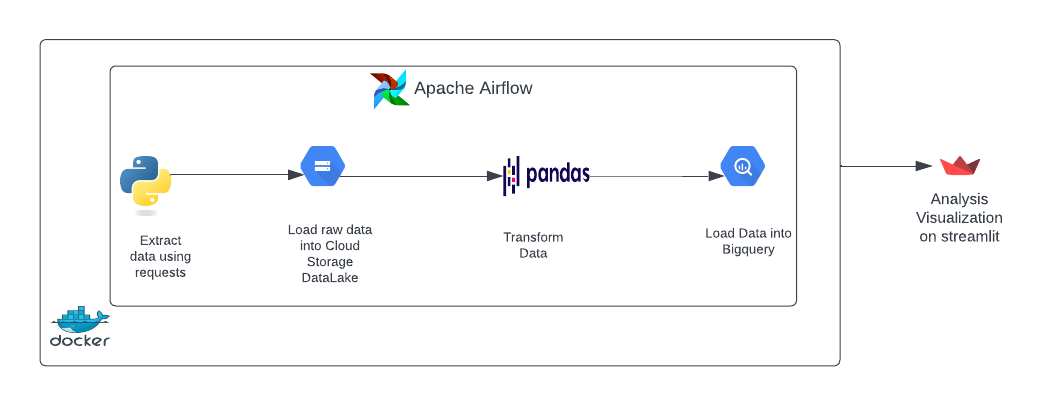 Apache Airflow
pandas
Extract
data using
requests
Load raw data
into Cloud
Storage
DataLake
Transform
Data
Load Data into
Bigquery
Analysis
Visualization
on streamlit
docker